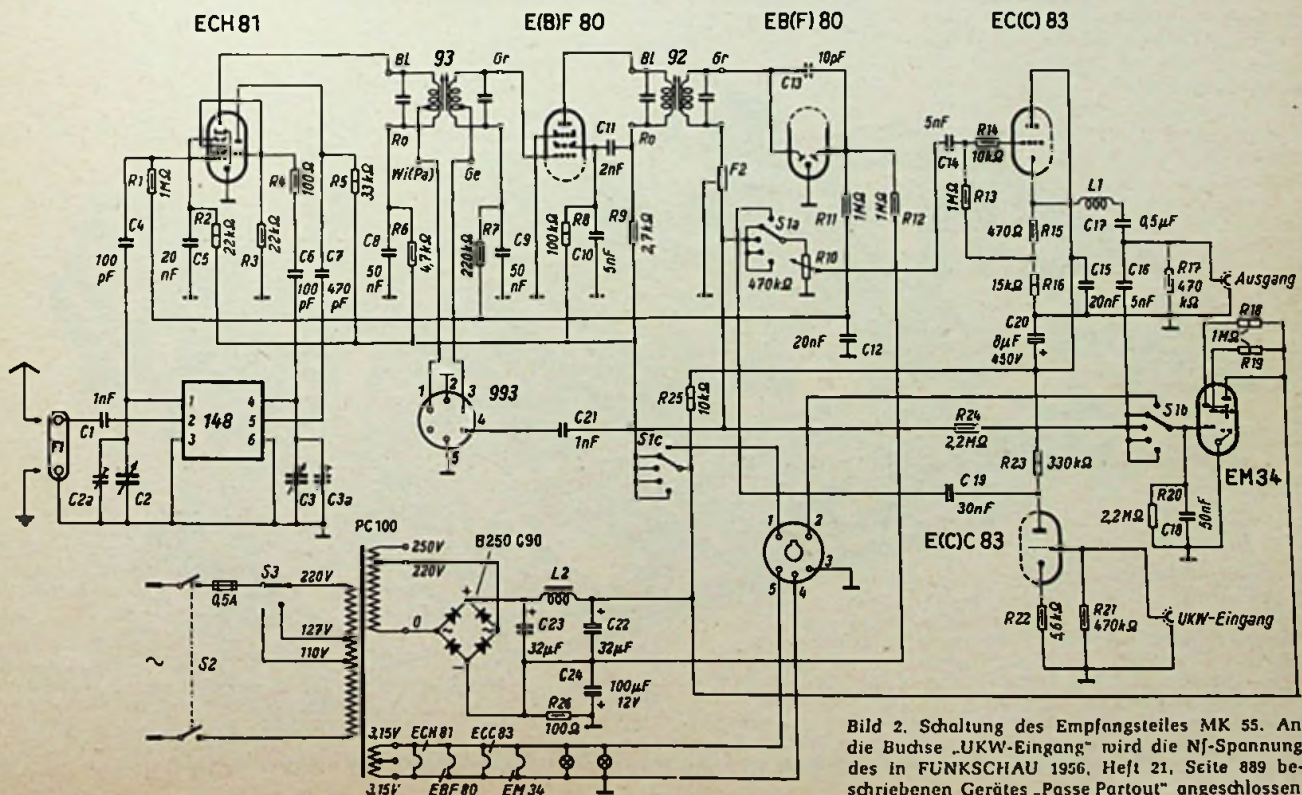 ECH 81
E(B)F 80
EB(F) 80
EC(C) 83
Bl
93
Gr
Bl
92
Gr
10pF
C13
R1
1MΩ
R4
100Ω
R5
33kΩ
Ro
C11
2nF
Ro
5nF
C14
R14
10kΩ
C4
100 pF
R2
22kΩ
20 nF
C5
R3
22kΩ
C6
100 pF
C7
470 pF
Wi(Pa)
Ge
C8
50 nF
R6
4,7kΩ
R7
220kΩ
C9
50 nF
R8
100kΩ
C10
5nF
R9
2,7kΩ
F2
S1a
R10
470kΩ
R11
1MΩ
1MΩ
R12
R13
1MΩ
L1
C17
0,5µF
470Ω
R15
15kΩ
R16
C15
20nF
C16
5nF
R17
470 kΩ
Ausgang
R18
1MΩ
R19
C20
8µF
450V
20nF
C12
1 2 3
4
5
993
C21
1nF
R25
10kΩ
S1c
R24
2,2MΩ
S1b
EM34
R23
330kΩ
C19
30nF
R20
2,2MΩ
C18
50nF
F1
1nF
C1
148
1
2
3
4
5
6
C2a
C2
C3
C3a
1
2
3
4
5
E(C)C 83
R22
5,6kΩ
R21
470kΩ
UKW-Eingang
PC100
250V
220V
0
B250 C90
L2
S3
220V
0,5A
127V
110V
S2
~
+
−
+
C23
32µF
+
C22
32µF
C24
100µF
12V
+
R26
100Ω
3,15V
ECH 81
ECC 83
3,15V
EBF 80
EM 34
Bild 2. Schaltung des Empfangsteiles MK 55. An
die Buchse „UKW-Eingang" wird die Nf-Spannung
des in FUNKSCHAU 1956, Heft 21, Seite 889 be-
schriebenen Gerätes „Passe Partout" angeschlossen